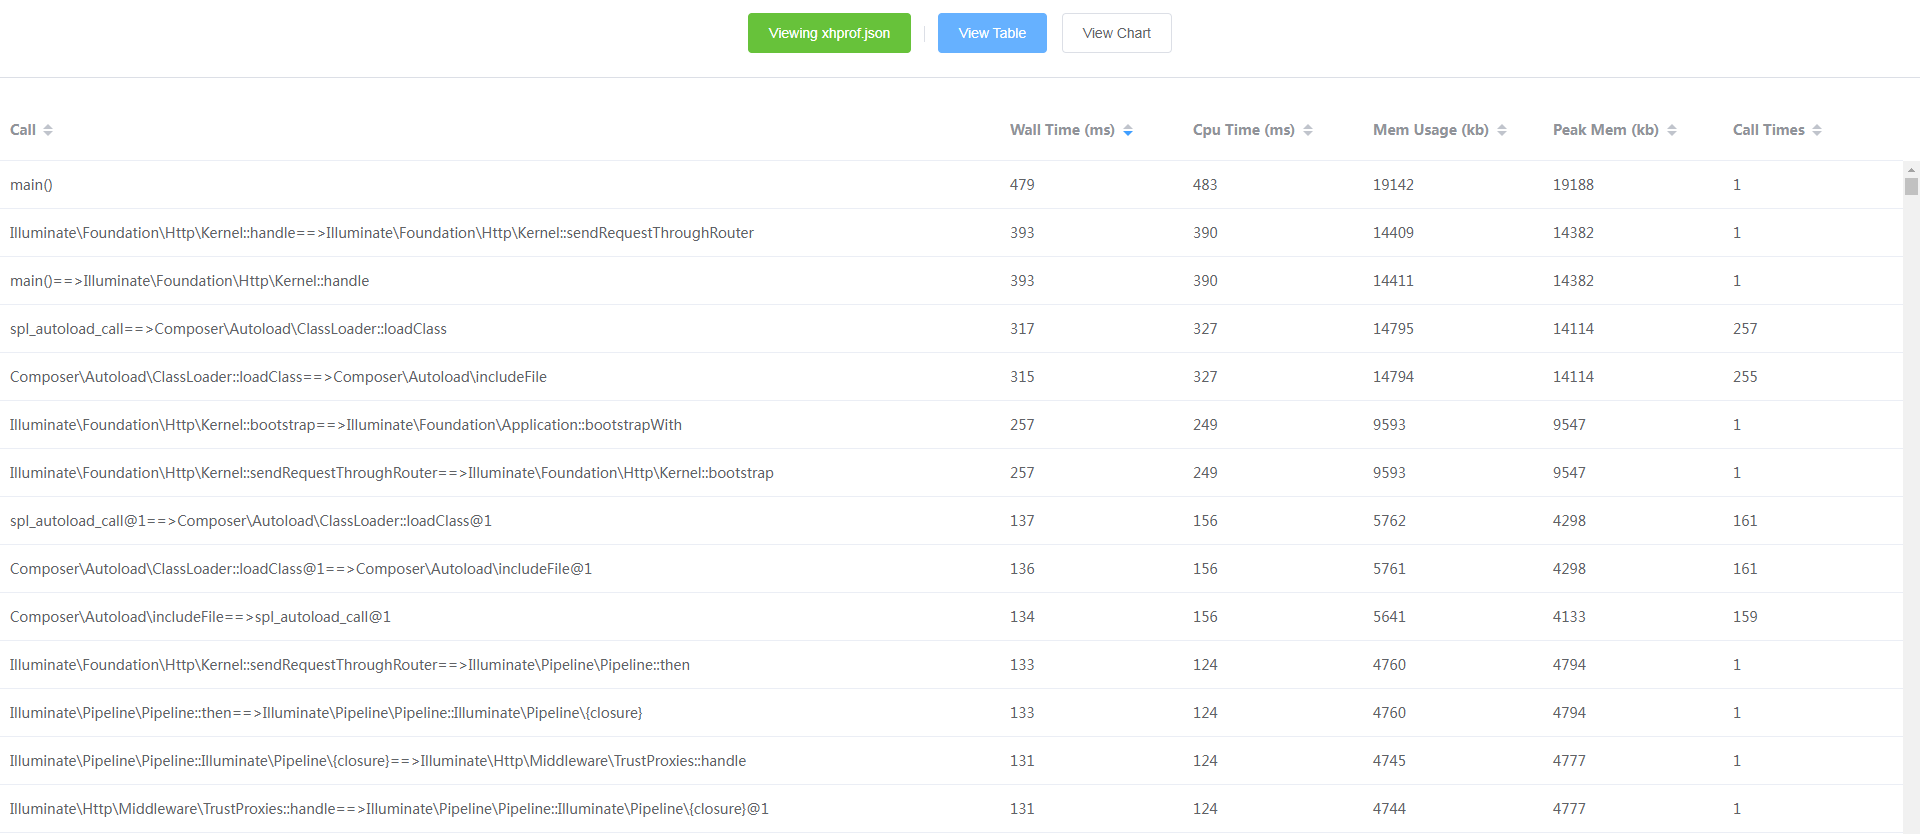 Viewing xhprof.json View Table View Chart
Call Wall Time (ms) Cpu Time (ms) Mem Usage (kb) Peak Mem (kb) Call Times
main() 479 483 19142 19188 1
Illuminate\Foundation\Http\Kernel::handle==>Illuminate\Foundation\Http\Kernel::sendRequestThroughRouter 393 390 14409 14382 1
main()==>Illuminate\Foundation\Http\Kernel::handle 393 390 14411 14382 1
spl_autoload_call==>Composer\Autoload\ClassLoader::loadClass 317 327 14795 14114 257
Composer\Autoload\ClassLoader::loadClass==>Composer\Autoload\includeFile 315 327 14794 14114 255
Illuminate\Foundation\Http\Kernel::bootstrap==>Illuminate\Foundation\Application::bootstrapWith 257 249 9593 9547 1
Illuminate\Foundation\Http\Kernel::sendRequestThroughRouter==>Illuminate\Foundation\Http\Kernel::bootstrap 257 249 9593 9547 1
spl_autoload_call@1==>Composer\Autoload\ClassLoader::loadClass@1 137 156 5762 4298 161
Composer\Autoload\ClassLoader::loadClass@1==>Composer\Autoload\includeFile@1 136 156 5761 4298 161
Composer\Autoload\includeFile==>spl_autoload_call@1 134 156 5641 4133 159
Illuminate\Foundation\Http\Kernel::sendRequestThroughRouter==>Illuminate\Pipeline\Pipeline::then 133 124 4760 4794 1
Illuminate\Pipeline\Pipeline::then==>Illuminate\Pipeline\Pipeline::Illuminate\Pipeline\{closure} 133 124 4760 4794 1
Illuminate\Pipeline\Pipeline::Illuminate\Pipeline\{closure}==>Illuminate\Http\Middleware\TrustProxies::handle 131 124 4745 4777 1
Illuminate\Http\Middleware\TrustProxies::handle==>Illuminate\Pipeline\Pipeline::Illuminate\Pipeline\{closure}@1 131 124 4744 4777 1